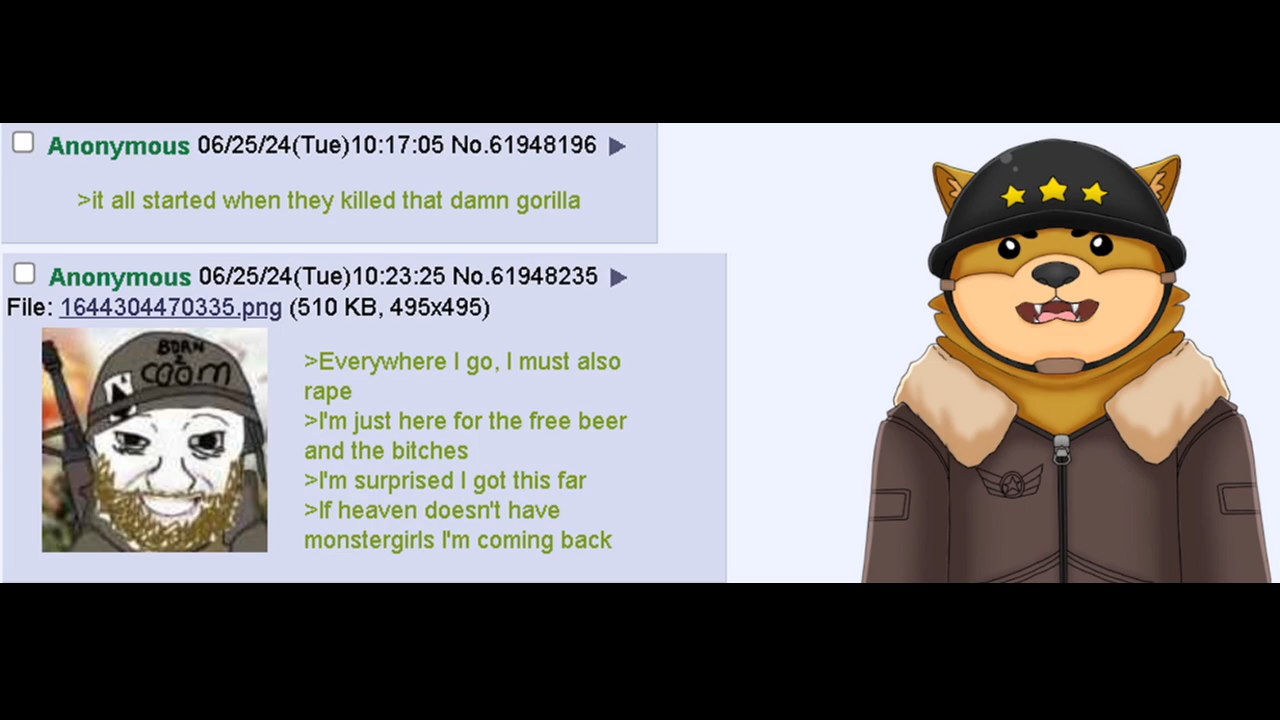 Anonymous 06/25/24(Tue)10:17:05 No.61948196 ▶
>it all started when they killed that damn gorilla
Anonymous 06/25/24(Tue)10:23:25 No.61948235 ▶
File: 1644304470335.png (510 KB, 495x495)
BORN
2
coom
>Everywhere I go, I must also
rape
>I'm just here for the free beer
and the bitches
>I'm surprised I got this far
>If heaven doesn't have
monstergirls I'm coming back